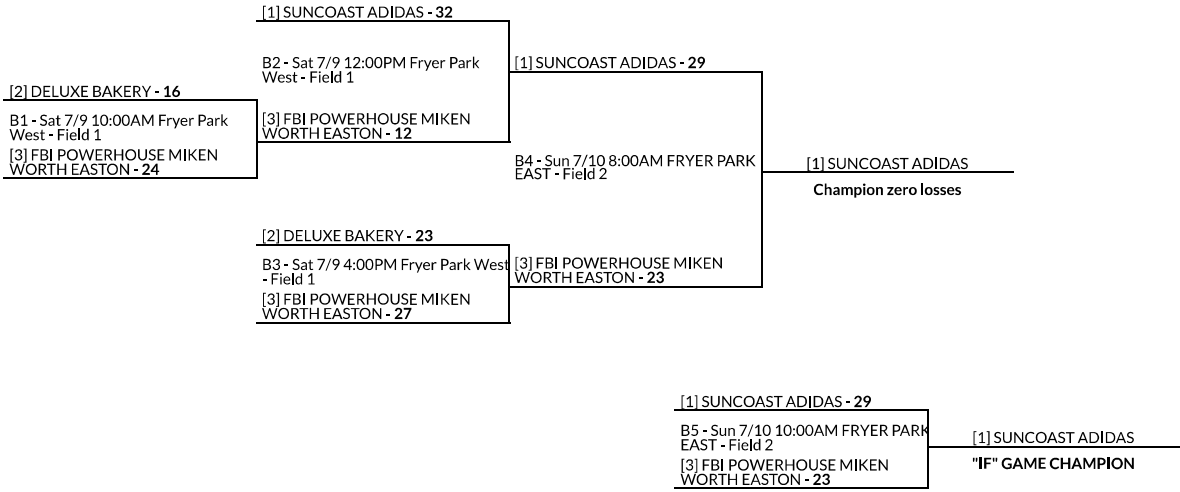 [1] SUNCOAST ADIDAS - 32
B2 - Sat 7/9 12:00PM Fryer Park
West - Field 1
[1] SUNCOAST ADIDAS - 29
[2] DELUXE BAKERY - 16
B1 - Sat 7/9 10:00AM Fryer Park
West - Field 1
[3] FBI POWERHOUSE MIKEN
WORTH EASTON - 24
[3] FBI POWERHOUSE MIKEN
WORTH EASTON - 12
B4 - Sun 7/10 8:00AM FRYER PARK
EAST - Field 2
[1] SUNCOAST ADIDAS
Champion zero losses
[2] DELUXE BAKERY - 23
B3 - Sat 7/9 4:00PM Fryer Park West
- Field 1
[3] FBI POWERHOUSE MIKEN
WORTH EASTON - 27
[3] FBI POWERHOUSE MIKEN
WORTH EASTON - 23
[1] SUNCOAST ADIDAS - 29
B5 - Sun 7/10 10:00AM FRYER PARK
EAST - Field 2
[3] FBI POWERHOUSE MIKEN
WORTH EASTON - 23
[1] SUNCOAST ADIDAS
"IF" GAME CHAMPION